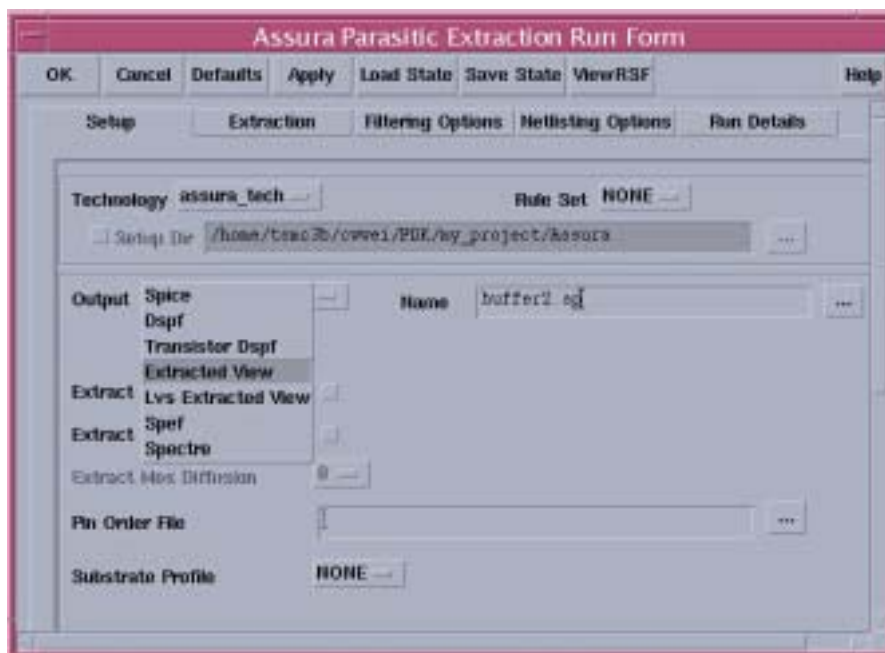 Assura Parasitic Extraction Run Form
OK Cancel Defaults Apply Load State Save State ViewRSF Help
Setup Extraction Filtering Options Netlisting Options Run Details
Technology assura_tech Rule Set NONE
Setup Dir /home/tsmc3b/cwwei/PDK/my_project/Assura ...
Output Spice Name buffer2.sp ...
Dspf
Transistor Dspf
Extracted View
Extract Lvs Extracted View
Extract Spef
Spectre
Extract Mos Diffusion
Pin Order File ...
Substrate Profile NONE